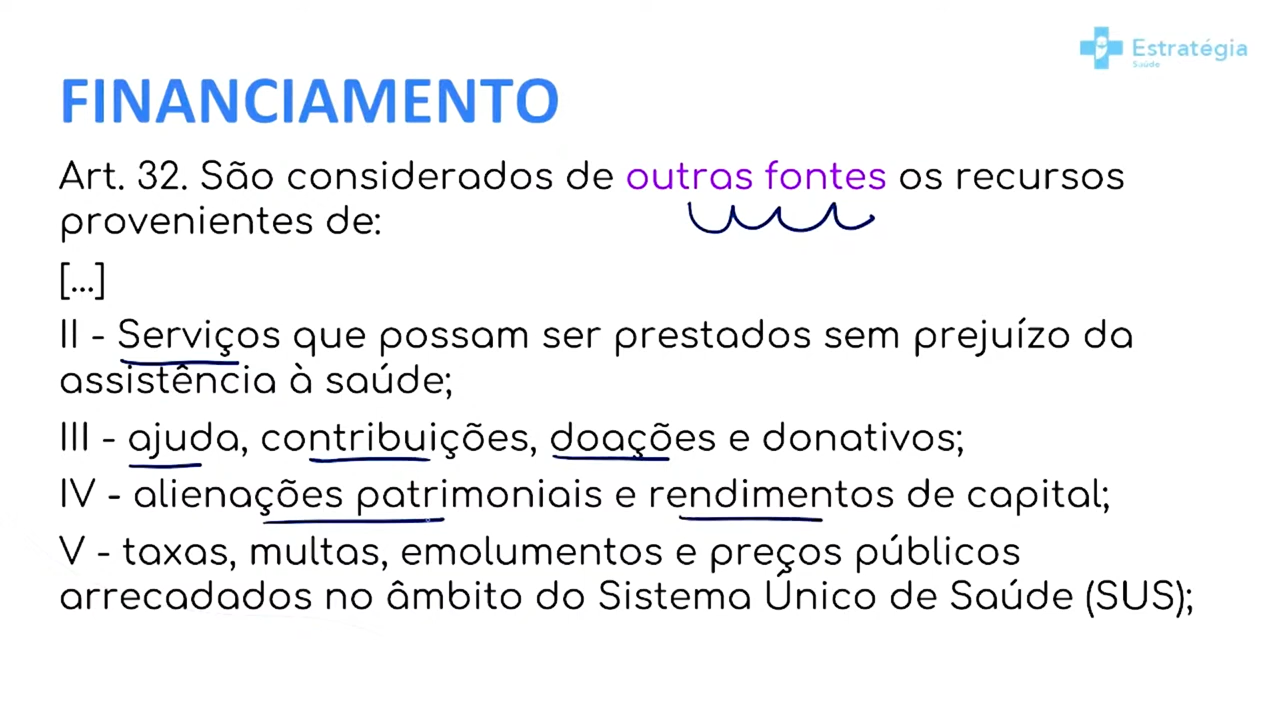 Estratégia
Saúde
FINANCIAMENTO
Art. 32. São considerados de outras fontes os recursos
provenientes de:
[...]
II - Serviços que possam ser prestados sem prejuízo da
assistência à saúde;
III - ajuda, contribuições, doações e donativos;
IV - alienações patrimoniais e rendimentos de capital;
V - taxas, multas, emolumentos e preços públicos
arrecadados no âmbito do Sistema Único de Saúde (SUS);